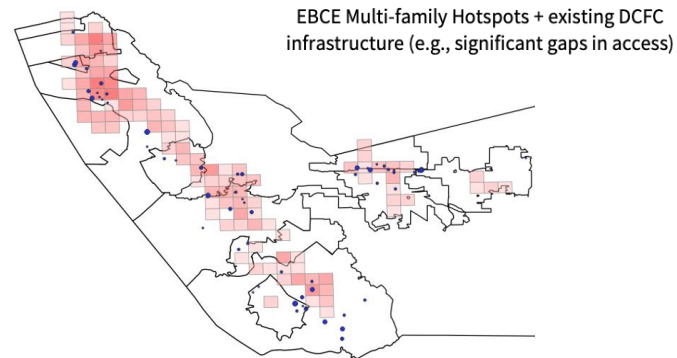 EBCE Multi-family Hotspots + existing DCFC
infrastructure (e.g., significant gaps in access)